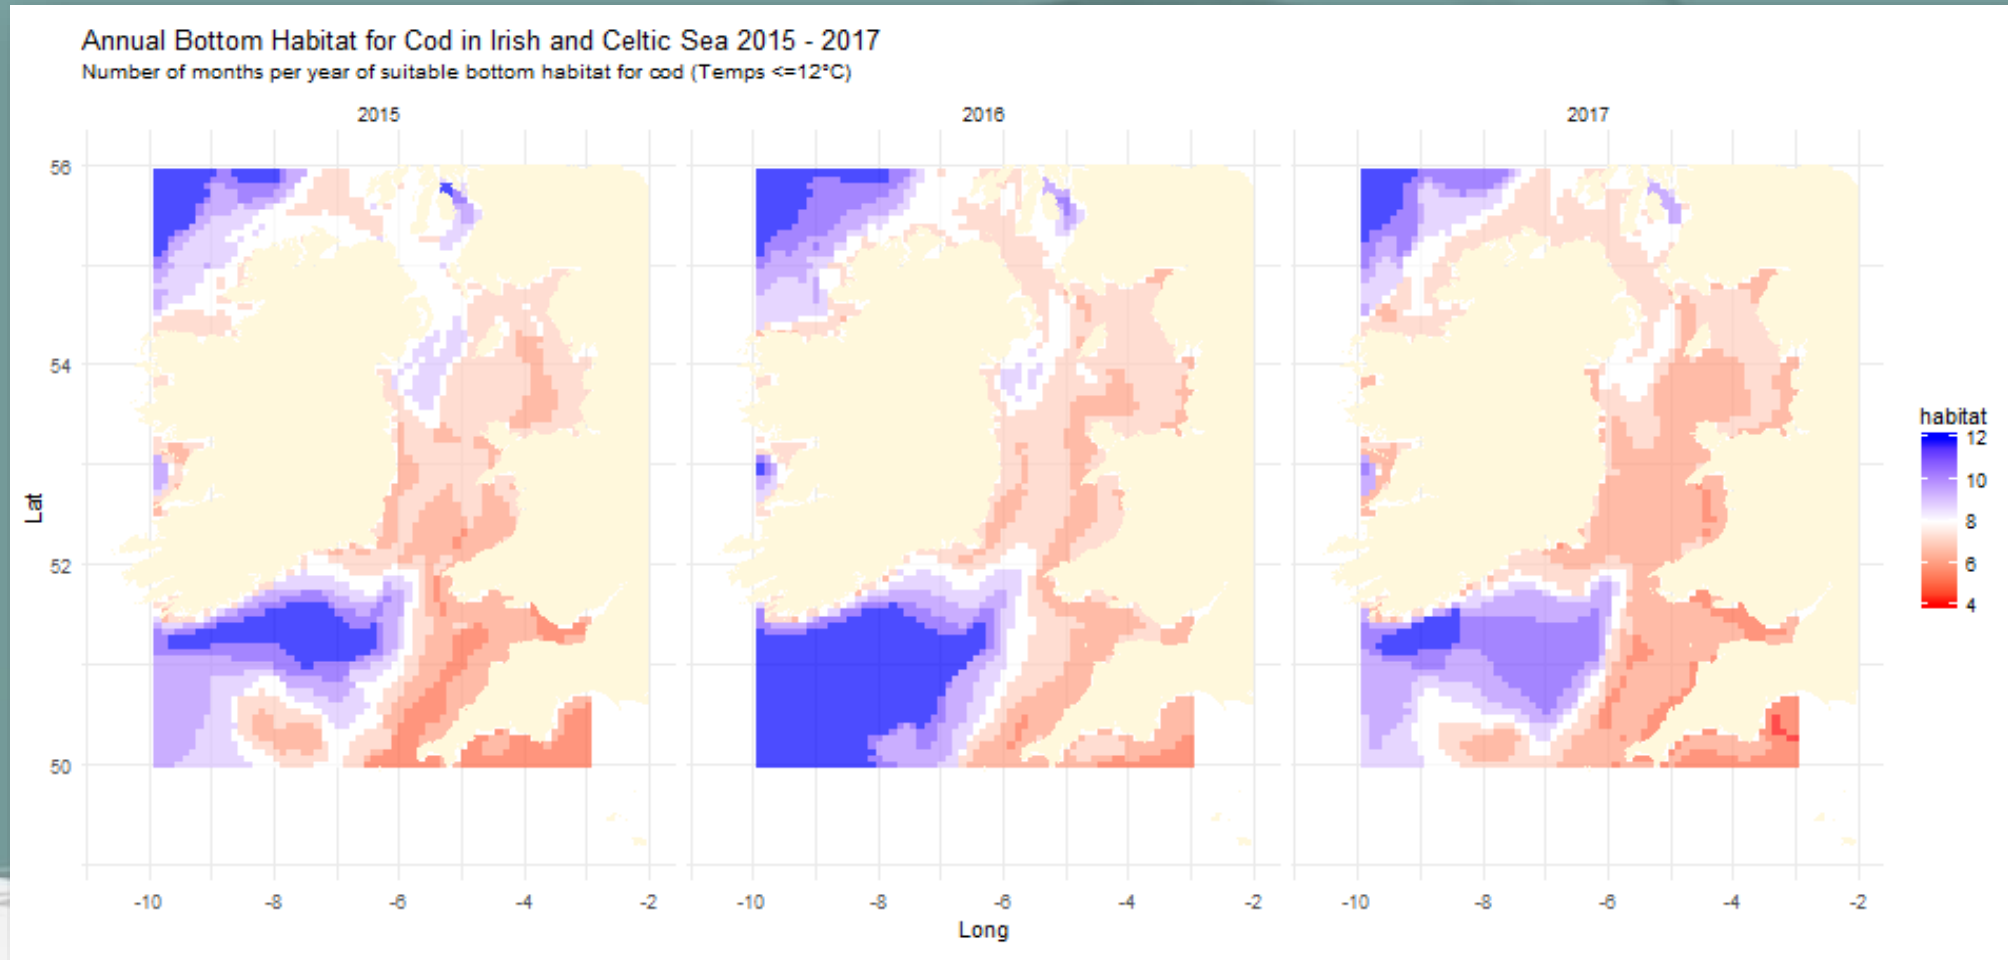 Annual Bottom Habitat for Cod in Irish and Celtic Sea 2015 - 2017
Number of months per year of suitable bottom habitat for cod (Temps <=12°C)
2015 2016 2017
56
54
52
50
Lat
habitat
12
10
8
6
4
-10 -8 -6 -4 -2 -10 -8 -6 -4 -2 -10 -8 -6 -4 -2
Long